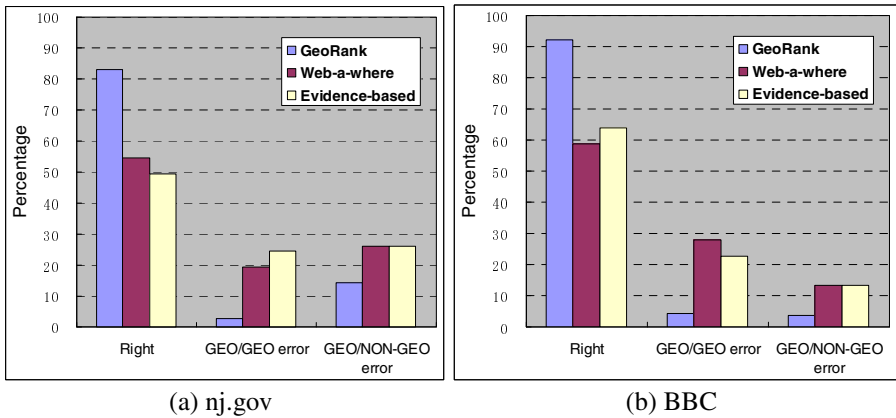 100
90
80
70
60
50
40
30
20
10
0
Percentage
GeoRank
Web-a-where
Evidence-based
Right
GEO/GEO error
GEO/NON-GEO
error
(a) nj.gov
100
90
80
70
60
50
40
30
20
10
0
Percentage
GeoRank
Web-a-where
Evidence-based
Right
GEO/GEO error
GEO/NON-GEO
error
(b) BBC